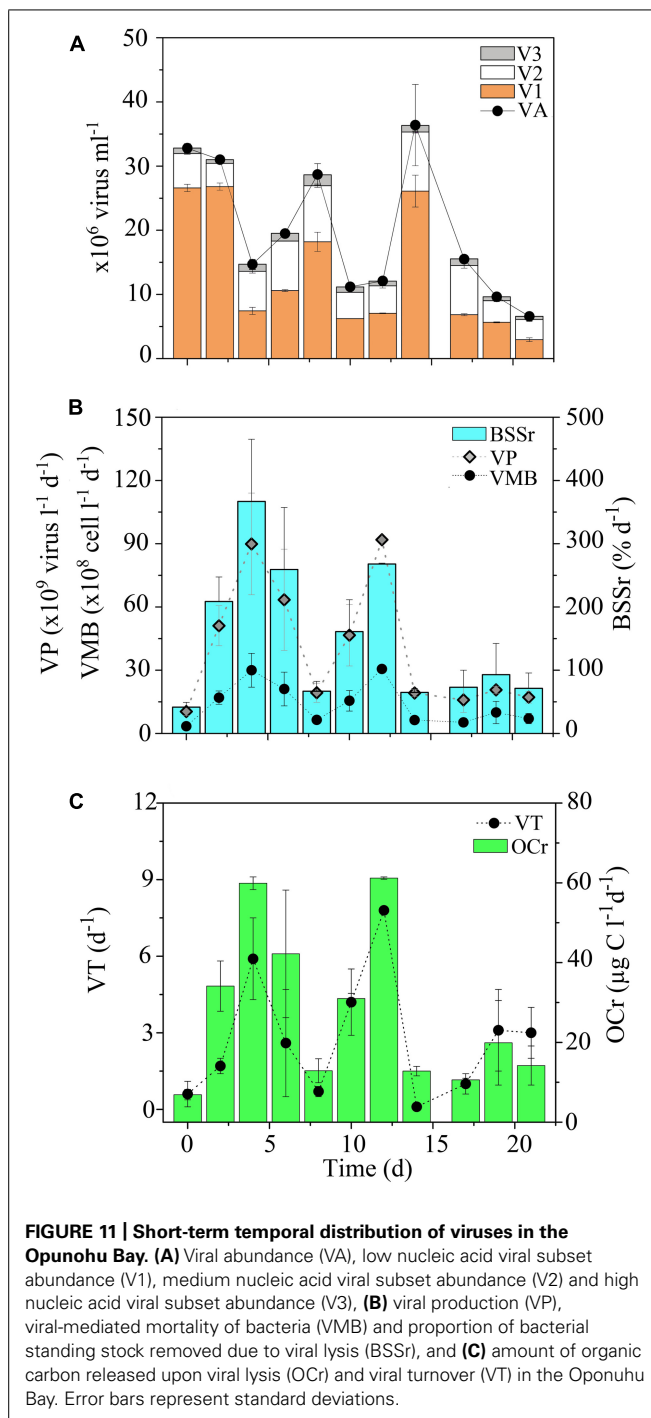 A
50
40
30
20
10
0
x10⁶ virus ml⁻¹
V3
V2
V1
VA
B
150
120
90
60
30
0
VP (x10⁹ virus l⁻¹ d⁻¹)
VMB (x10⁸ cell l⁻¹ d⁻¹)
BSSr
VP
VMB
500
400
300
200
100
0
BSSr (% d⁻¹)
C
12
9
6
3
0
VT (d⁻¹)
VT
OCr
80
60
40
20
0
OCr (µg C l⁻¹d⁻¹)
0 5 10 15 20
Time (d)
FIGURE 11 | Short-term temporal distribution of viruses in the
Opunohu Bay. (A) Viral abundance (VA), low nucleic acid viral subset
abundance (V1), medium nucleic acid viral subset abundance (V2) and high
nucleic acid viral subset abundance (V3), (B) viral production (VP),
viral-mediated mortality of bacteria (VMB) and proportion of bacterial
standing stock removed due to viral lysis (BSSr), and (C) amount of organic
carbon released upon viral lysis (OCr) and viral turnover (VT) in the Opunohu
Bay. Error bars represent standard deviations.